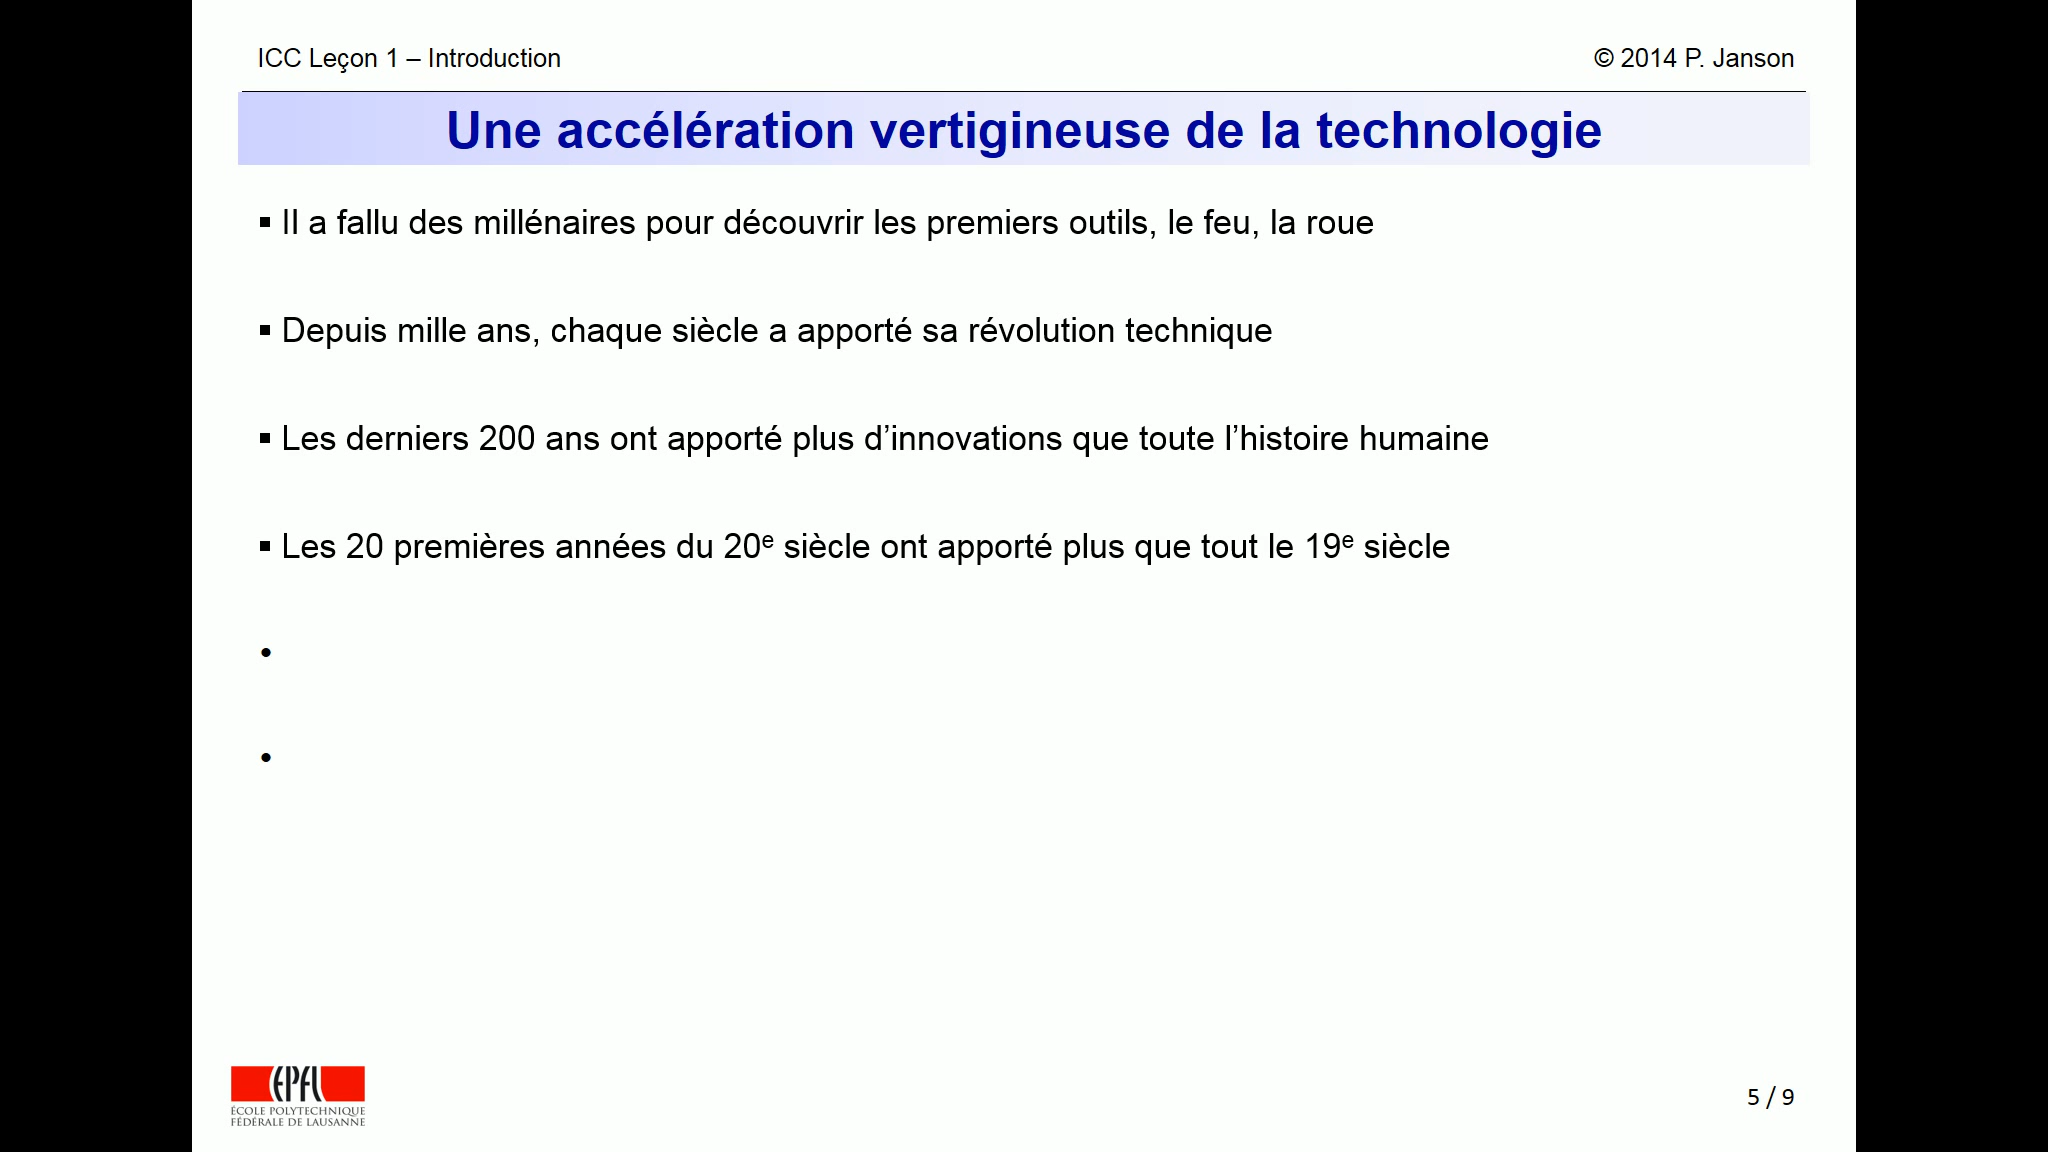 ICC Leçon 1 – Introduction
© 2014 P. Janson
Une accélération vertigineuse de la technologie
▪ Il a fallu des millénaires pour découvrir les premiers outils, le feu, la roue
▪ Depuis mille ans, chaque siècle a apporté sa révolution technique
▪ Les derniers 200 ans ont apporté plus d’innovations que toute l’histoire humaine
▪ Les 20 premières années du 20e siècle ont apporté plus que tout le 19e siècle
•
•
EPFL
ÉCOLE POLYTECHNIQUE
FÉDÉRALE DE LAUSANNE
5 / 9